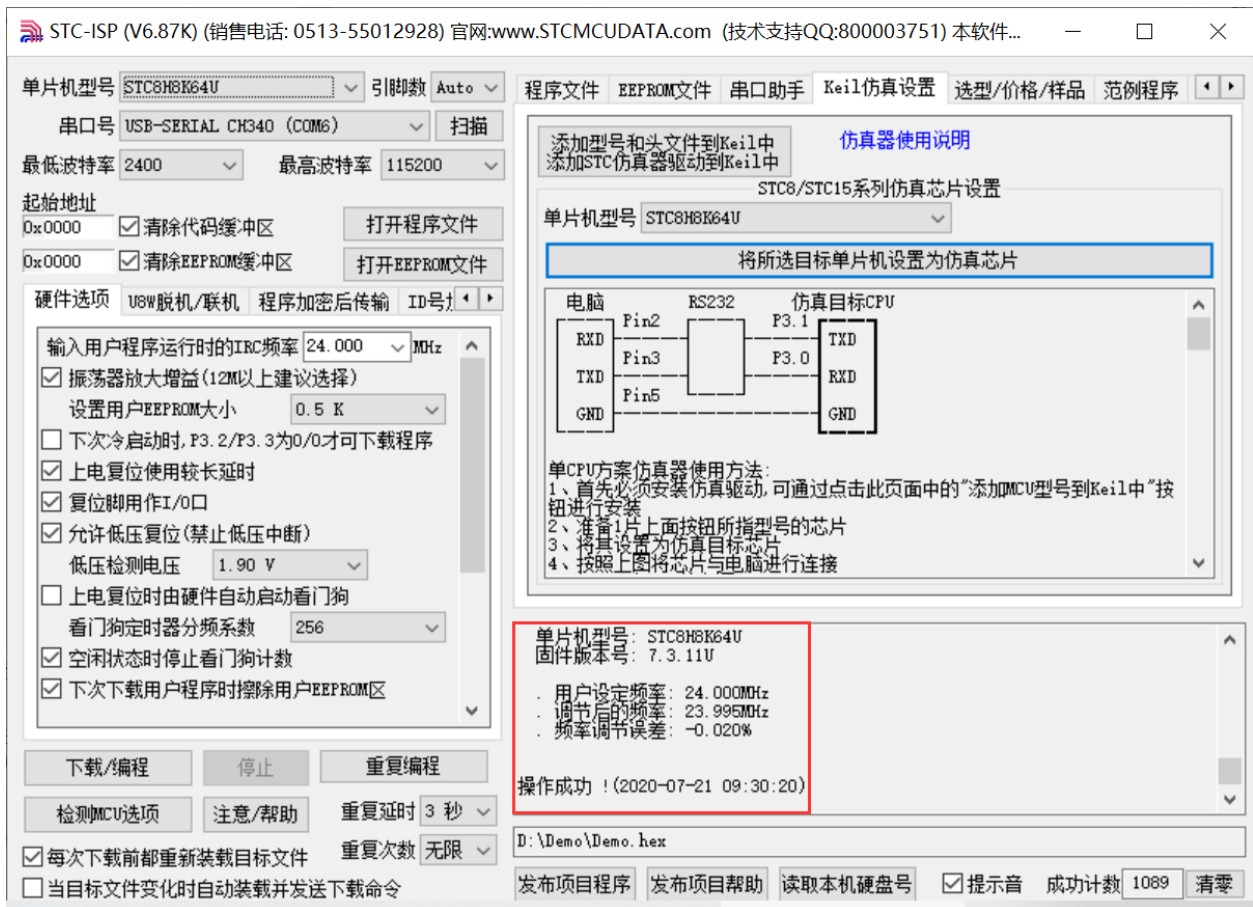 STC-ISP (V6.87K) (销售电话: 0513-55012928) 官网:www.STCMCUDATA.com (技术支持QQ:800003751) 本软件...
单片机型号 STC8H8K64U 引脚数 Auto
串口号 USB-SERIAL CH340 (COM6) 扫描
最低波特率 2400 最高波特率 115200
起始地址
0x0000 清除代码缓冲区 打开程序文件
0x0000 清除EEPROM缓冲区 打开EEPROM文件
硬件选项 U8W脱机/联机 程序加密后传输 ID号
输入用户程序运行时的IRC频率 24.000 MHz
振荡器放大增益(12M以上建议选择)
设置用户EEPROM大小 0.5 K
下次冷启动时,P3.2/P3.3为0/0才可下载程序
上电复位使用较长延时
复位脚用作I/O口
允许低压复位(禁止低压中断)
低压检测电压 1.90 V
上电复位时由硬件自动启动看门狗
看门狗定时器分频系数 256
空闲状态时停止看门狗计数
下次下载用户程序时擦除用户EEPROM区
下载/编程 停止 重复编程
检测MCU选项 注意/帮助 重复延时 3 秒
每次下载前都重新装载目标文件 重复次数 无限
当目标文件变化时自动装载并发送下载命令
程序文件 EEPROM文件 串口助手 Keil仿真设置 选型/价格/样品 范例程序
添加型号和头文件到Keil中
添加STC仿真器驱动到Keil中
仿真器使用说明
STC8/STC15系列仿真芯片设置
单片机型号 STC8H8K64U
将所选目标单片机设置为仿真芯片
电脑 RS232 仿真目标CPU
Pin2 P3.1
RXD TXD
Pin3 P3.0
TXD RXD
Pin5
GND GND
单CPU方案仿真器使用方法:
1、首先必须安装仿真驱动,可通过点击此页面中的"添加MCU型号到Keil中"按
钮进行安装
2、准备1片上面按钮所指型号的芯片
3、将其设置为仿真目标芯片
4、按照上图将芯片与电脑进行连接
单片机型号: STC8H8K64U
固件版本号: 7.3.11U
. 用户设定频率: 24.000MHz
. 调节后的频率: 23.995MHz
. 频率调节误差: -0.020%
操作成功 !(2020-07-21 09:30:20)
D:\Demo\Demo.hex
发布项目程序 发布项目帮助 读取本机硬盘号 提示音 成功计数 1089 清零